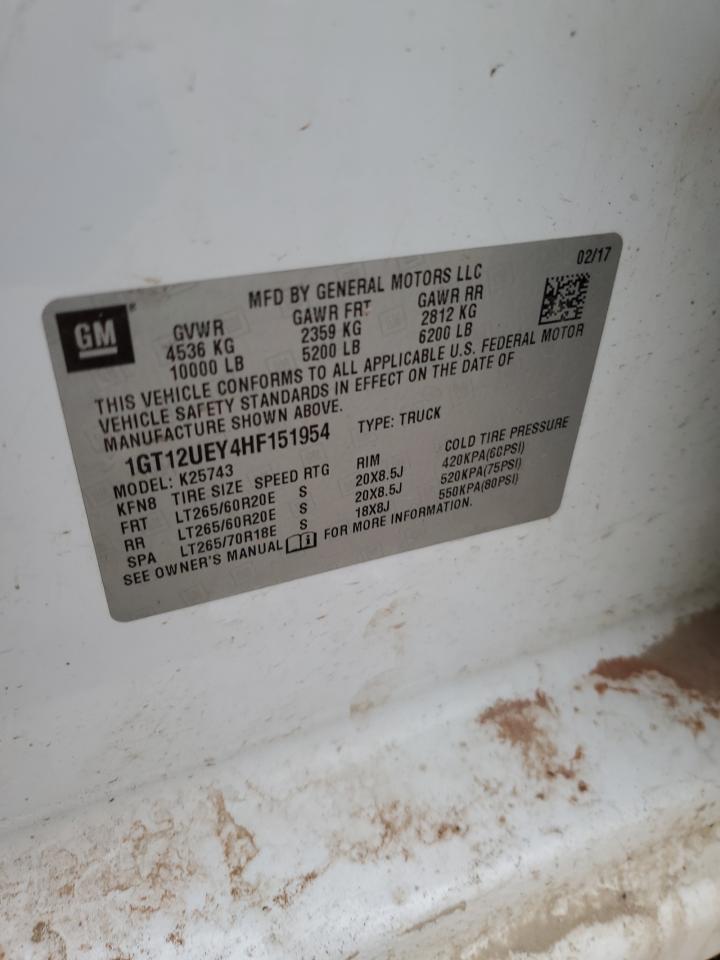 GM
MFD BY GENERAL MOTORS LLC
02/17
GVWR GAWR FRT GAWR RR
4536 KG 2359 KG 2812 KG
10000 LB 5200 LB 6200 LB
THIS VEHICLE CONFORMS TO ALL APPLICABLE U.S. FEDERAL MOTOR
VEHICLE SAFETY STANDARDS IN EFFECT ON THE DATE OF
MANUFACTURE SHOWN ABOVE.
1GT12UEY4HF151954 TYPE: TRUCK
MODEL: K25743
KFN8 TIRE SIZE SPEED RTG RIM COLD TIRE PRESSURE
FRT LT265/60R20E S 20X8.5J 420KPA(60PSI)
RR LT265/60R20E S 20X8.5J 520KPA(75PSI)
SPA LT265/70R18E S 18X8J 550KPA(80PSI)
SEE OWNER'S MANUAL FOR MORE INFORMATION.